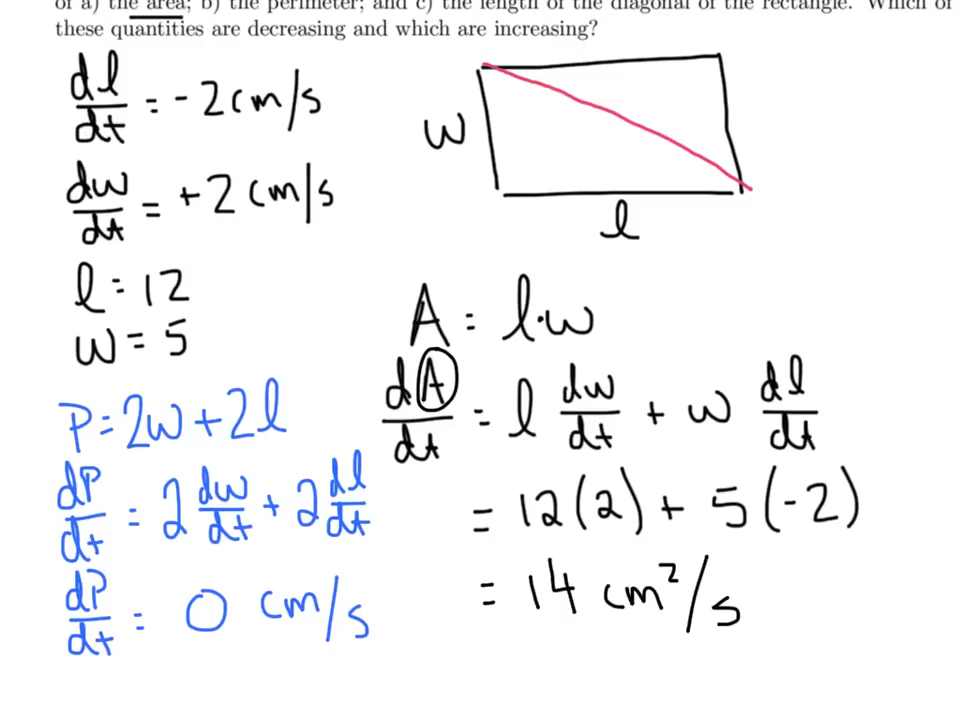 of a) the area; b) the perimeter; and c) the length of the diagonal of the rectangle. Which of
these quantities are decreasing and which are increasing?
dl/dt = -2 cm/s
dw/dt = +2 cm/s
l = 12
w = 5
w
l
P = 2w + 2l
dP/dt = 2 dw/dt + 2 dl/dt
dP/dt = 0 cm/s
A = l·w
dA/dt = l dw/dt + w dl/dt
= 12(2) + 5(-2)
= 14 cm²/s